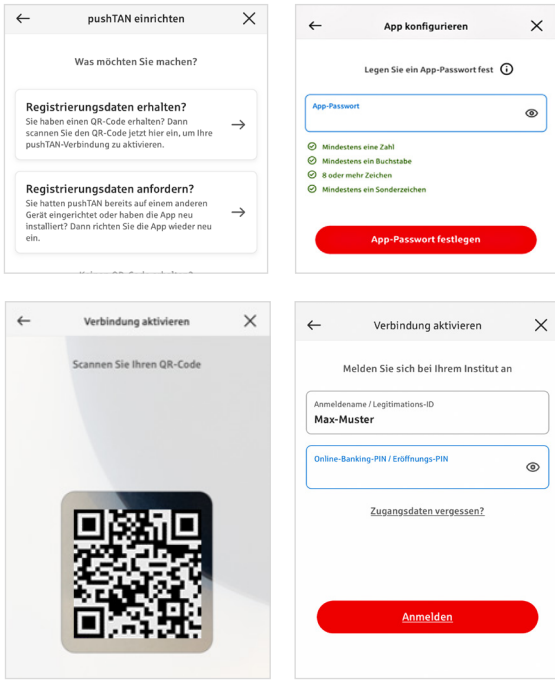 pushTAN einrichten
Was möchten Sie machen?
Registrierungsdaten erhalten?
Sie haben einen QR-Code erhalten? Dann
scannen Sie den QR-Code jetzt hier ein, um Ihre
pushTAN-Verbindung zu aktivieren.
Registrierungsdaten anfordern?
Sie hatten pushTAN bereits auf einem anderen
Gerät eingerichtet oder haben die App neu
installiert? Dann richten Sie die App wieder neu
ein.
App konfigurieren
Legen Sie ein App-Passwort fest
App-Passwort
Mindestens eine Zahl
Mindestens ein Buchstabe
8 oder mehr Zeichen
Mindestens ein Sonderzeichen
App-Passwort festlegen
Verbindung aktivieren
Scannen Sie Ihren QR-Code
Verbindung aktivieren
Melden Sie sich bei Ihrem Institut an
Anmeldename / Legitimations-ID
Max-Muster
Online-Banking-PIN / Eröffnungs-PIN
Zugangsdaten vergessen?
Anmelden